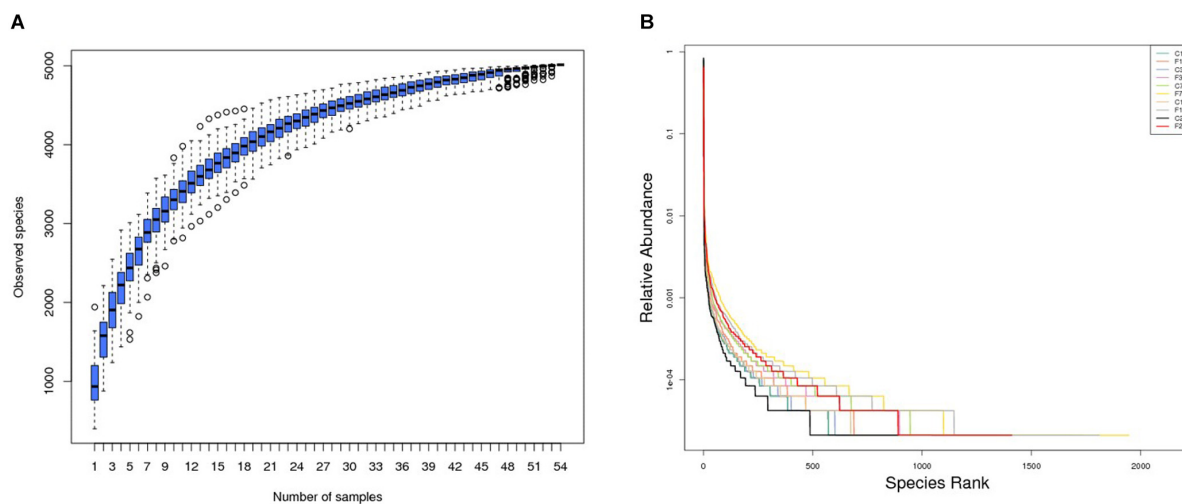 A
Observed species
5000
4000
3000
2000
1000
1 3 5 7 9 12 15 18 21 24 27 30 33 36 39 42 45 48 51 54
Number of samples
B
Relative Abundance
1
0.1
0.01
0.001
1e-04
0 500 1000 1500 2000
Species Rank